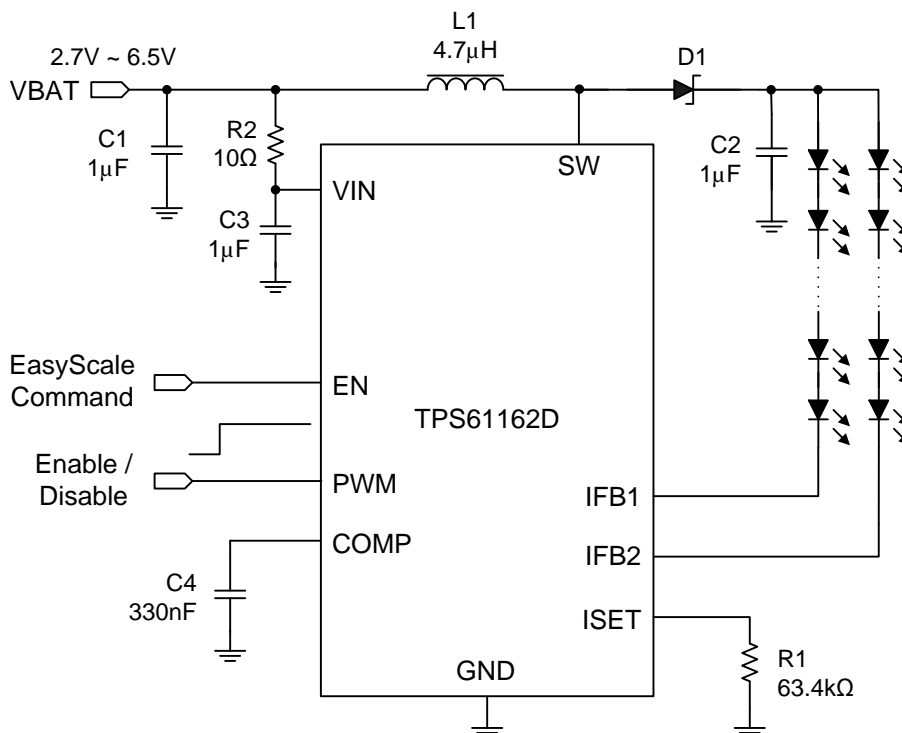 L1
4.7μH
2.7V ~ 6.5V
VBAT
D1
C1
1μF
R2
10Ω
C2
1μF
SW
VIN
C3
1μF
EasyScale
Command
EN
TPS61162D
Enable /
Disable
PWM
IFB1
COMP
IFB2
C4
330nF
ISET
R1
63.4kΩ
GND